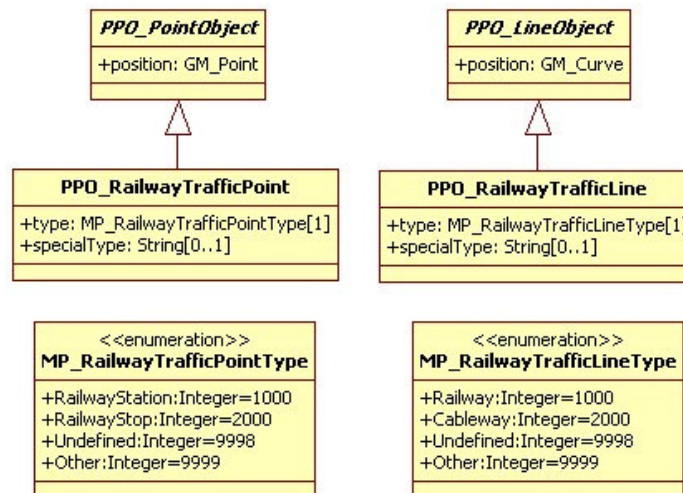 PPO_PointObject
+position: GM_Point
PPO_LineObject
+position: GM_Curve
PPO_RailwayTrafficPoint
+type: MP_RailwayTrafficPointType[1]
+specialType: String[0..1]
PPO_RailwayTrafficLine
+type: MP_RailwayTrafficLineType[1]
+specialType: String[0..1]
<<enumeration>>
MP_RailwayTrafficPointType
+RailwayStation:Integer=1000
+RailwayStop:Integer=2000
+Undefined:Integer=9998
+Other:Integer=9999
<<enumeration>>
MP_RailwayTrafficLineType
+Railway:Integer=1000
+Cableway:Integer=2000
+Undefined:Integer=9998
+Other:Integer=9999